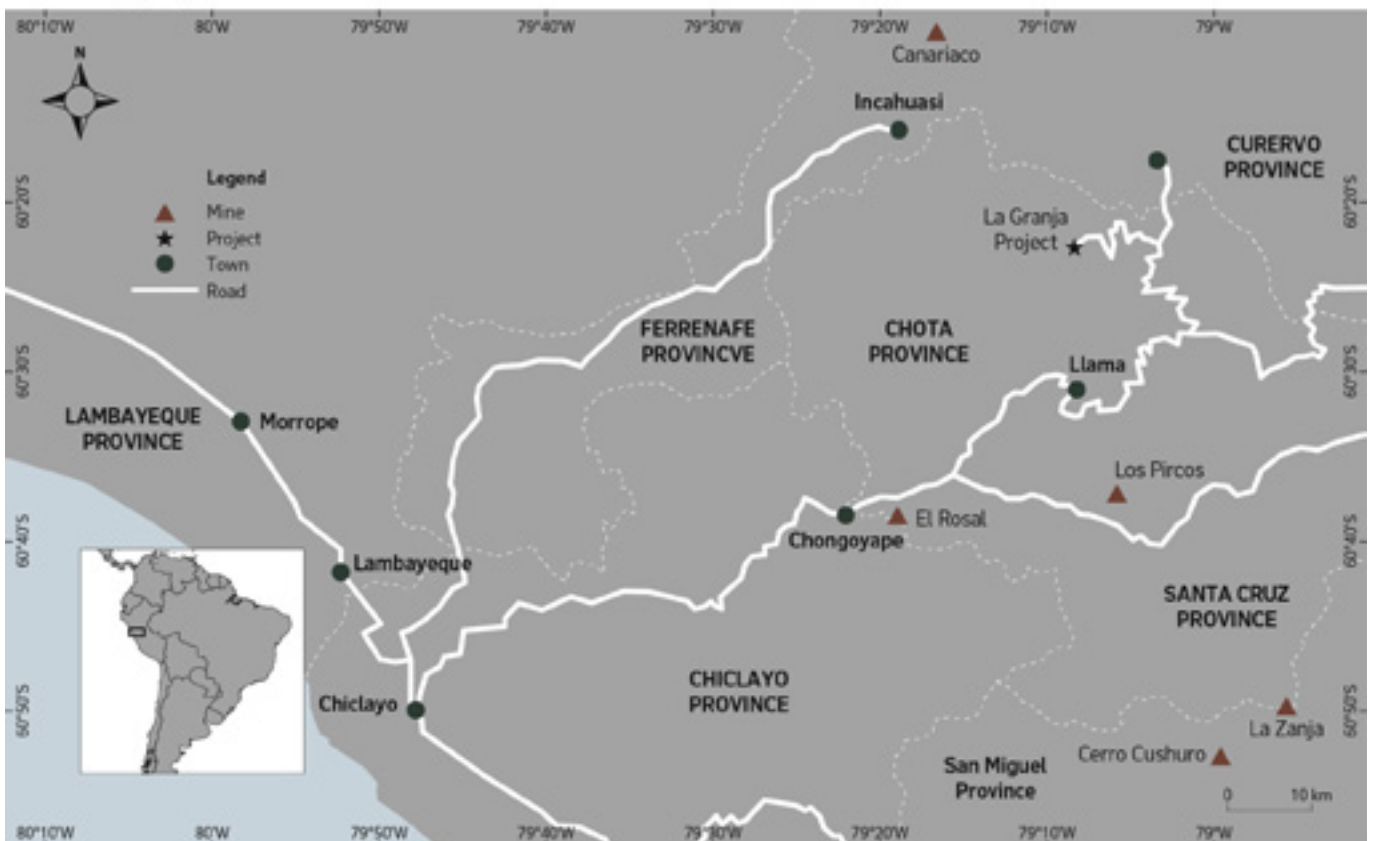 80°10'W 80°W 79°50'W 79°40'W 79°30'W 79°20'W 79°10'W 79°W
N
Canariaco
Incahuasi
CURERVO
PROVINCE
Legend
Mine
Project
Town
Road
60°20'S
60°20'S
La Granja
Project
FERRENAFE
PROVINCVE
CHOTA
PROVINCE
Llama
60°30'S
60°30'S
LAMBAYEQUE
PROVINCE
Morrope
Los Pircos
El Rosal
Chongoyape
60°40'S
60°40'S
Lambayeque
SANTA CRUZ
PROVINCE
CHICLAYO
PROVINCE
Chiclayo
60°50'S
60°50'S
La Zanja
Cerro Cushuro
San Miguel
Province
0 10 km
80°10'W 80°W 79°50'W 79°40'W 79°30'W 79°20'W 79°10'W 79°W